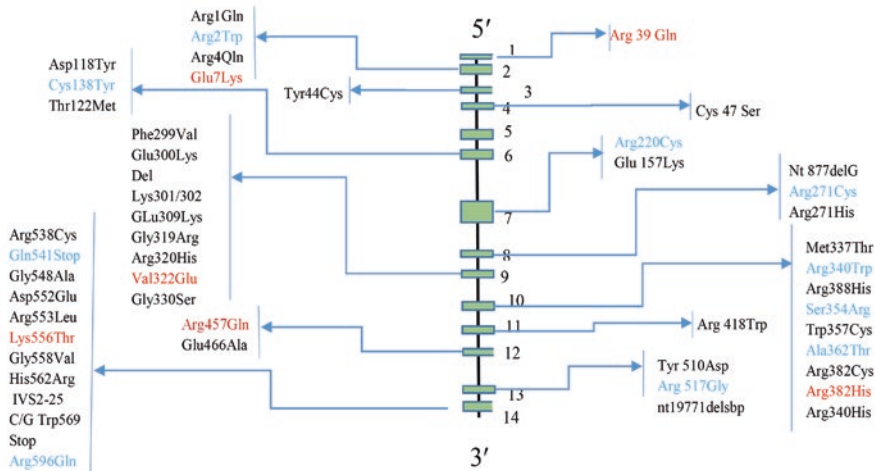 5′
Arg1Gln
Arg2Trp
Arg4Qln
Glu7Lys
1
2
Arg 39 Gln
Asp118Tyr
Cys138Tyr
Thr122Met
Tyr44Cys
3
4
Cys 47 Ser
5
6
Phe299Val
Glu300Lys
Del
Lys301/302
GLu309Lys
Gly319Arg
Arg320His
Val322Glu
Gly330Ser
Arg220Cys
Glu 157Lys
7
Nt 877delG
Arg271Cys
Arg271His
8
9
Arg538Cys
Gln541Stop
Gly548Ala
Asp552Glu
Arg553Leu
Lys556Thr
Gly558Val
His562Arg
IVS2-25
C/G Trp569
Stop
Arg596Gln
Met337Thr
Arg340Trp
Arg388His
Ser354Arg
Trp357Cys
Ala362Thr
Arg382Cys
Arg382His
Arg340His
10
11
Arg 418Trp
Arg457Gln
Glu466Ala
12
Tyr 510Asp
Arg 517Gly
nt19771delsbp
13
14
3′